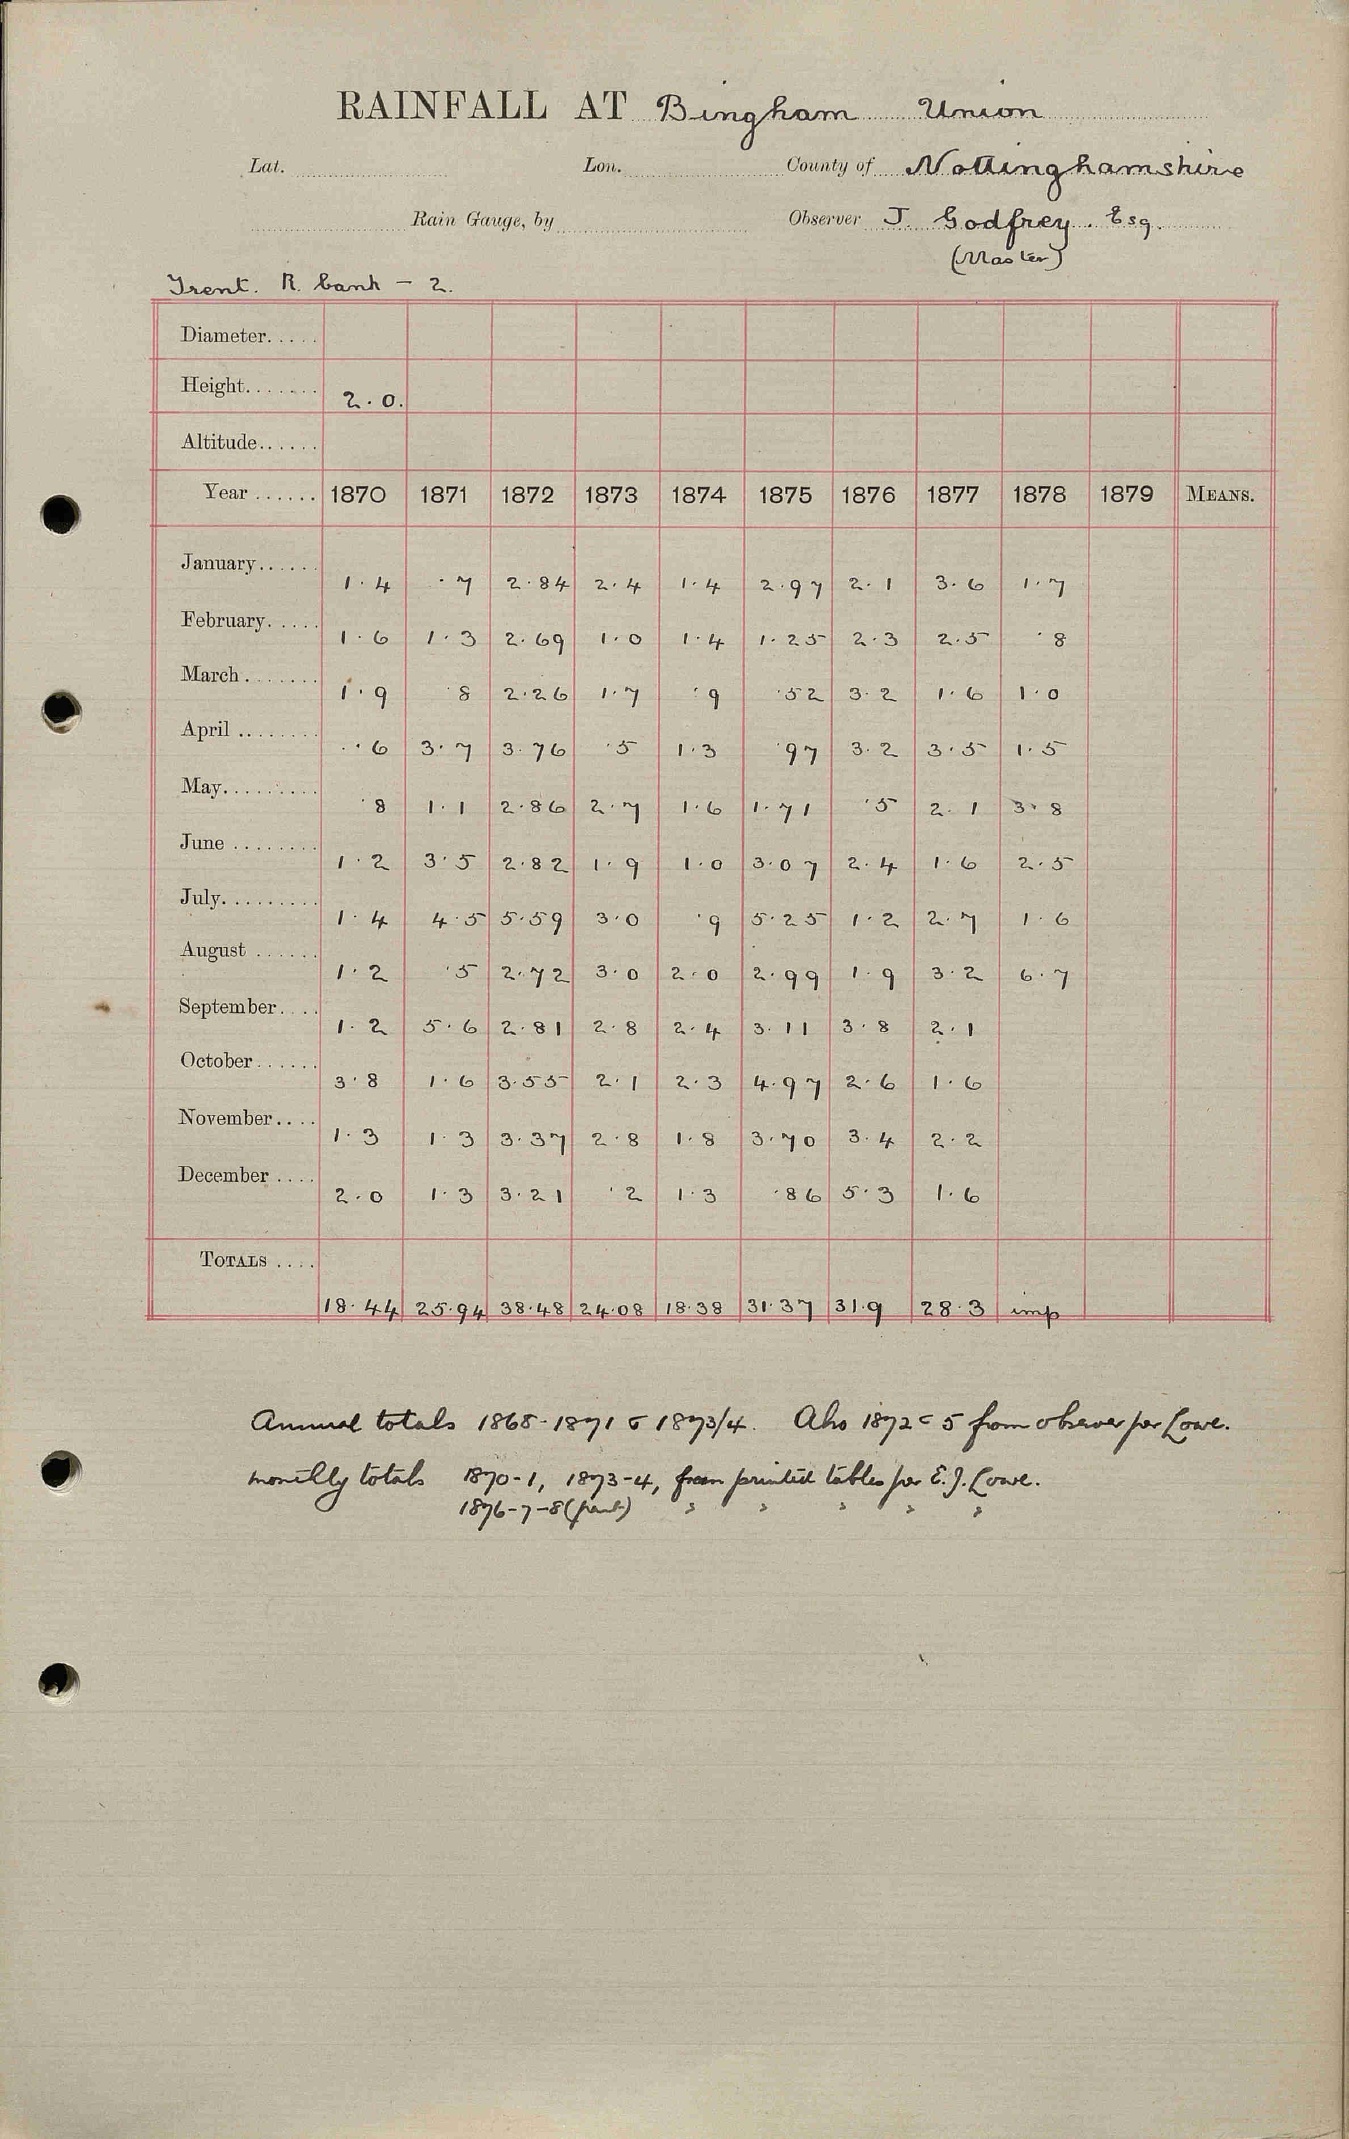 RAINFALL AT Bingham Union
Lat. Lon. County of Nottinghamshire
Rain Gauge, by Observer J. Godfrey. Esq.
(Master)
Trent. R. bank - 2.
Diameter.....
Height....... 2.0.
Altitude......
Year ...... 1870 1871 1872 1873 1874 1875 1876 1877 1878 1879 MEANS.
January...... 1.4 .7 2.84 2.4 1.4 2.97 2.1 3.6 1.7
February..... 1.6 1.3 2.69 1.0 1.4 1.25 2.3 2.5 .8
March....... 1.9 .8 2.26 1.7 .9 .52 3.2 1.6 1.0
April ........ .6 3.7 3.76 .5 1.3 .97 3.2 3.5 1.5
May......... .8 1.1 2.86 2.7 1.6 1.71 .5 2.1 3.8
June ........ 1.2 3.5 2.82 1.9 1.0 3.07 2.4 1.6 2.5
July......... 1.4 4.5 5.59 3.0 .9 5.25 1.2 2.7 1.6
August ...... 1.2 .5 2.72 3.0 2.0 2.99 1.9 3.2 6.7
September.... 1.2 5.6 2.81 2.8 2.4 3.11 3.8 2.1
October...... 3.8 1.6 3.55 2.1 2.3 4.97 2.6 1.6
November.... 1.3 1.3 3.37 2.8 1.8 3.70 3.4 2.2
December .... 2.0 1.3 3.21 .2 1.3 .86 5.3 1.6
TOTALS ....
18.44 25.94 38.48 24.08 18.38 31.37 31.9 28.3 imp
Annual totals 1868-1871 & 1873/4. Also 1872 & 5 from observer per Lowe.
Monthly totals 1870-1, 1873-4, from printed tables per E.J. Lowe.
1876-7-8 (part) " " " " "